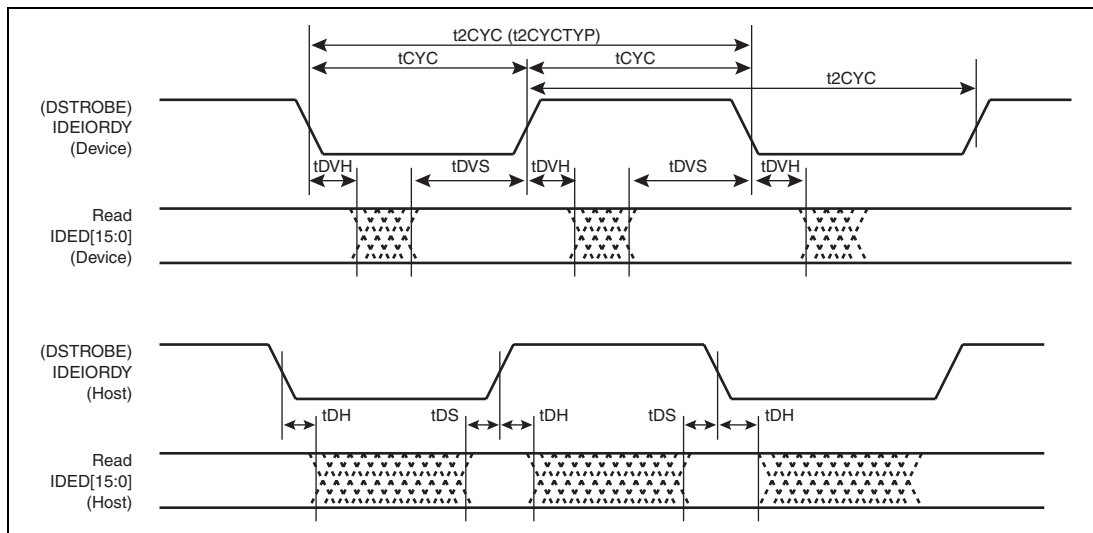 t2CYC (t2CYCTYP)
tCYC tCYC
t2CYC
(DSTROBE)
IDEIORDY
(Device)
tDVH tDVS tDVH tDVS tDVH
Read
IDED[15:0]
(Device)
(DSTROBE)
IDEIORDY
(Host)
tDH tDS tDH tDS tDH
Read
IDED[15:0]
(Host)